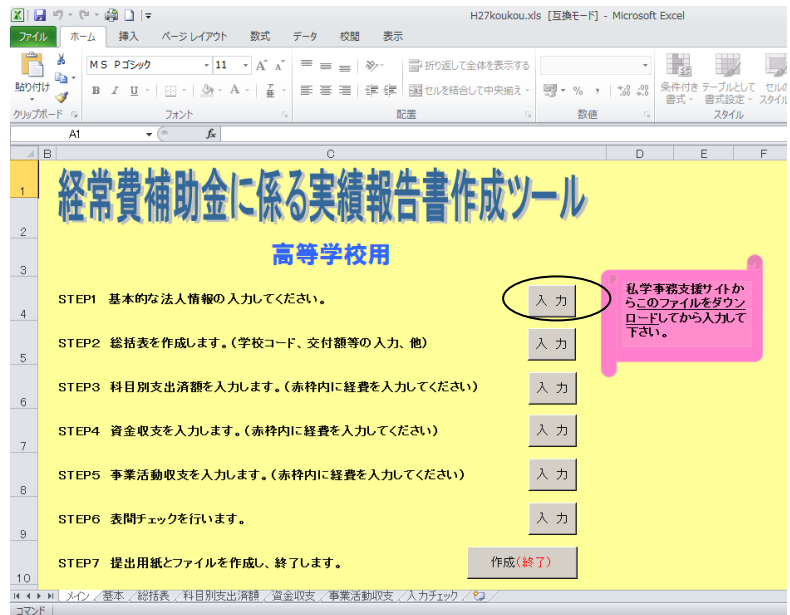 H27koukou.xls [互換モード] - Microsoft Excel
ファイル ホーム 挿入 ページ レイアウト 数式 データ 校閲 表示
貼り付け
クリップボード
MS Pゴシック 11
B I U
フォント
折り返して全体を表示する
セルを結合して中央揃え
配置
% ,
数値
条件付き書式
テーブルとして書式設定
セルのスタイル
スタイル
A1 fx
B C D E F
1
経常費補助金に係る実績報告書作成ツール
2
高等学校用
3
STEP1 基本的な法人情報の入力してください。 入 力
4
私学事務支援サイトか
らこのファイルをダウン
ロードしてから入力して
下さい。
STEP2 総括表を作成します。(学校コード、交付額等の入力、他) 入 力
5
STEP3 科目別支出済額を入力します。(赤枠内に経費を入力してください) 入 力
6
STEP4 資金収支を入力します。(赤枠内に経費を入力してください) 入 力
7
STEP5 事業活動収支を入力します。(赤枠内に経費を入力してください) 入 力
8
STEP6 表間チェックを行います。 入 力
9
STEP7 提出用紙とファイルを作成し、終了します。 作成(終了)
10
メイン 基本 総括表 科目別支出済額 資金収支 事業活動収支 入力チェック
コマンド